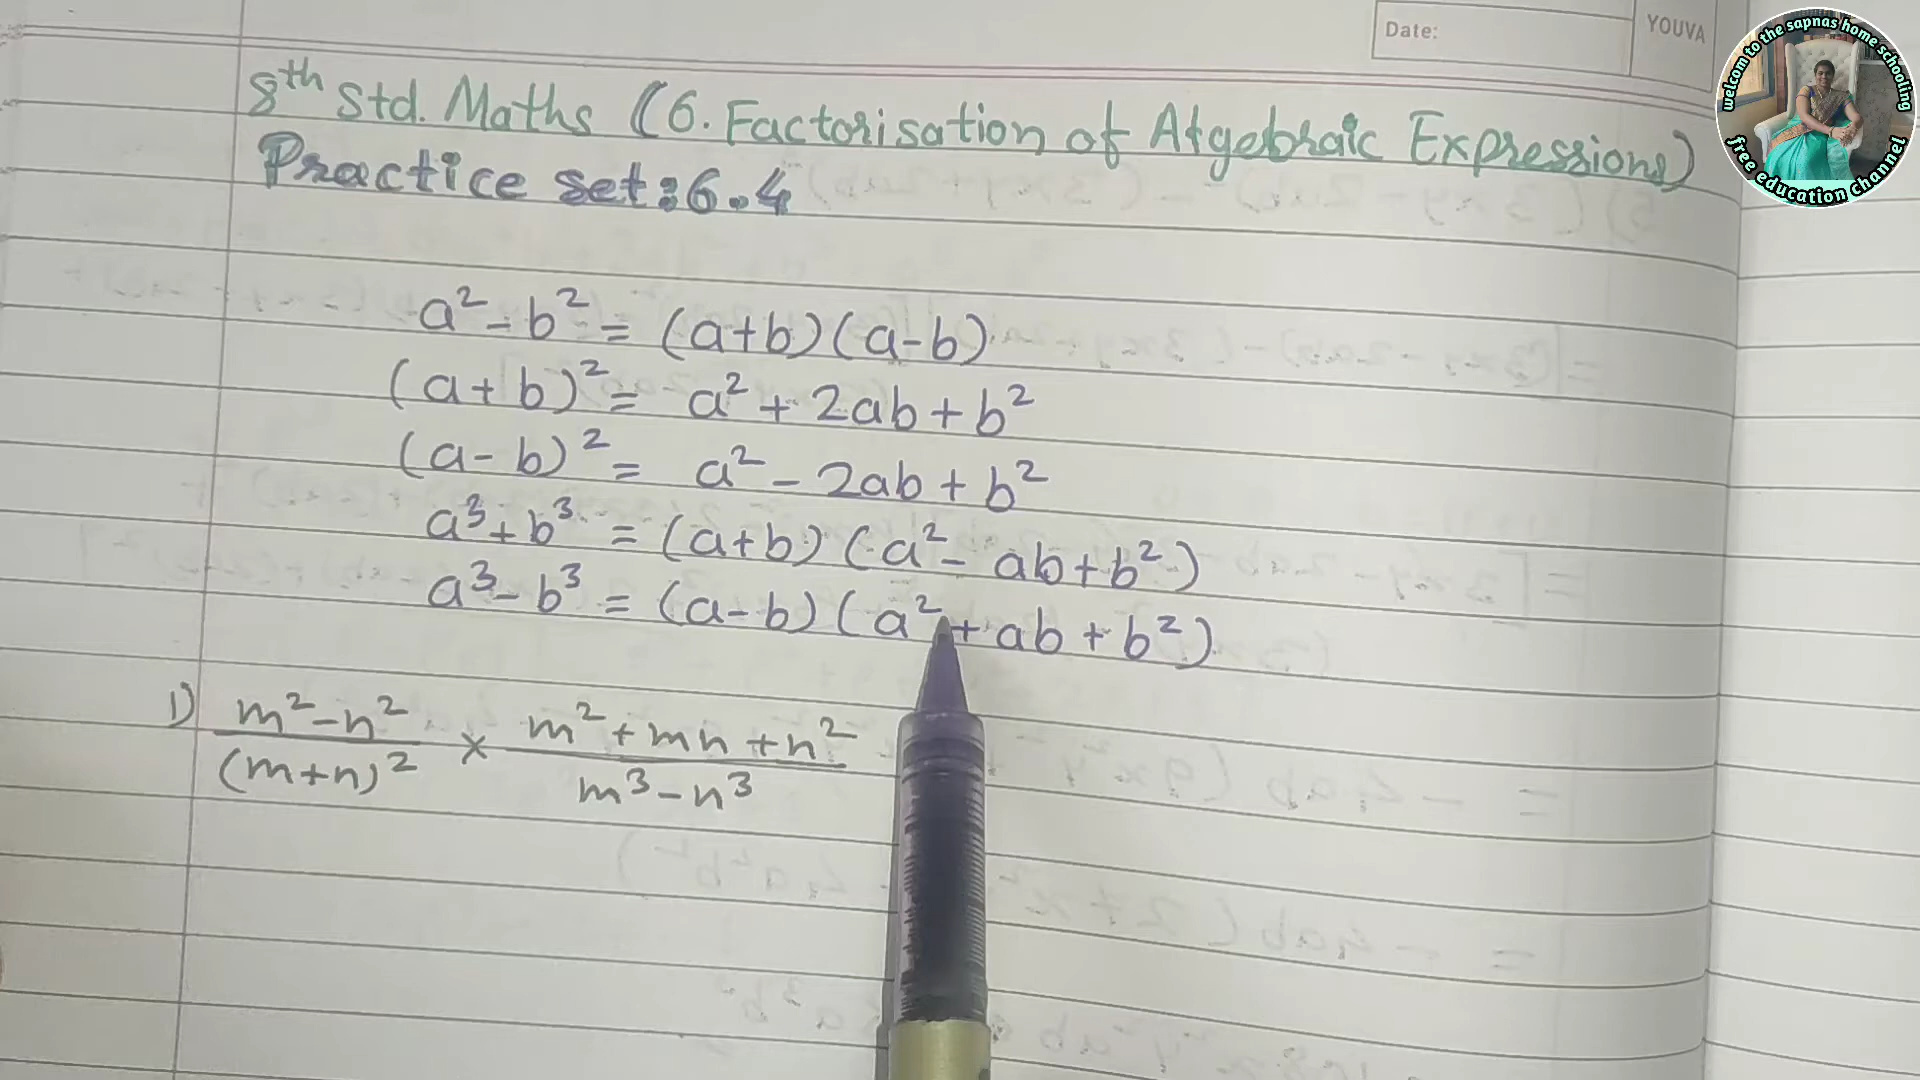 Date:
YOUVA
welcom to the sapnas home schooling
free education channel
8th Std. Maths (6. Factorisation of Algebraic Expressions)
Practice set: 6.4
a² - b² = (a+b)(a-b)
(a+b)² = a² + 2ab + b²
(a-b)² = a² - 2ab + b²
a³ + b³ = (a+b)(a² - ab + b²)
a³ - b³ = (a-b)(a² + ab + b²)
1) m² - n² / (m+n)² × m² + mn + n² / m³ - n³